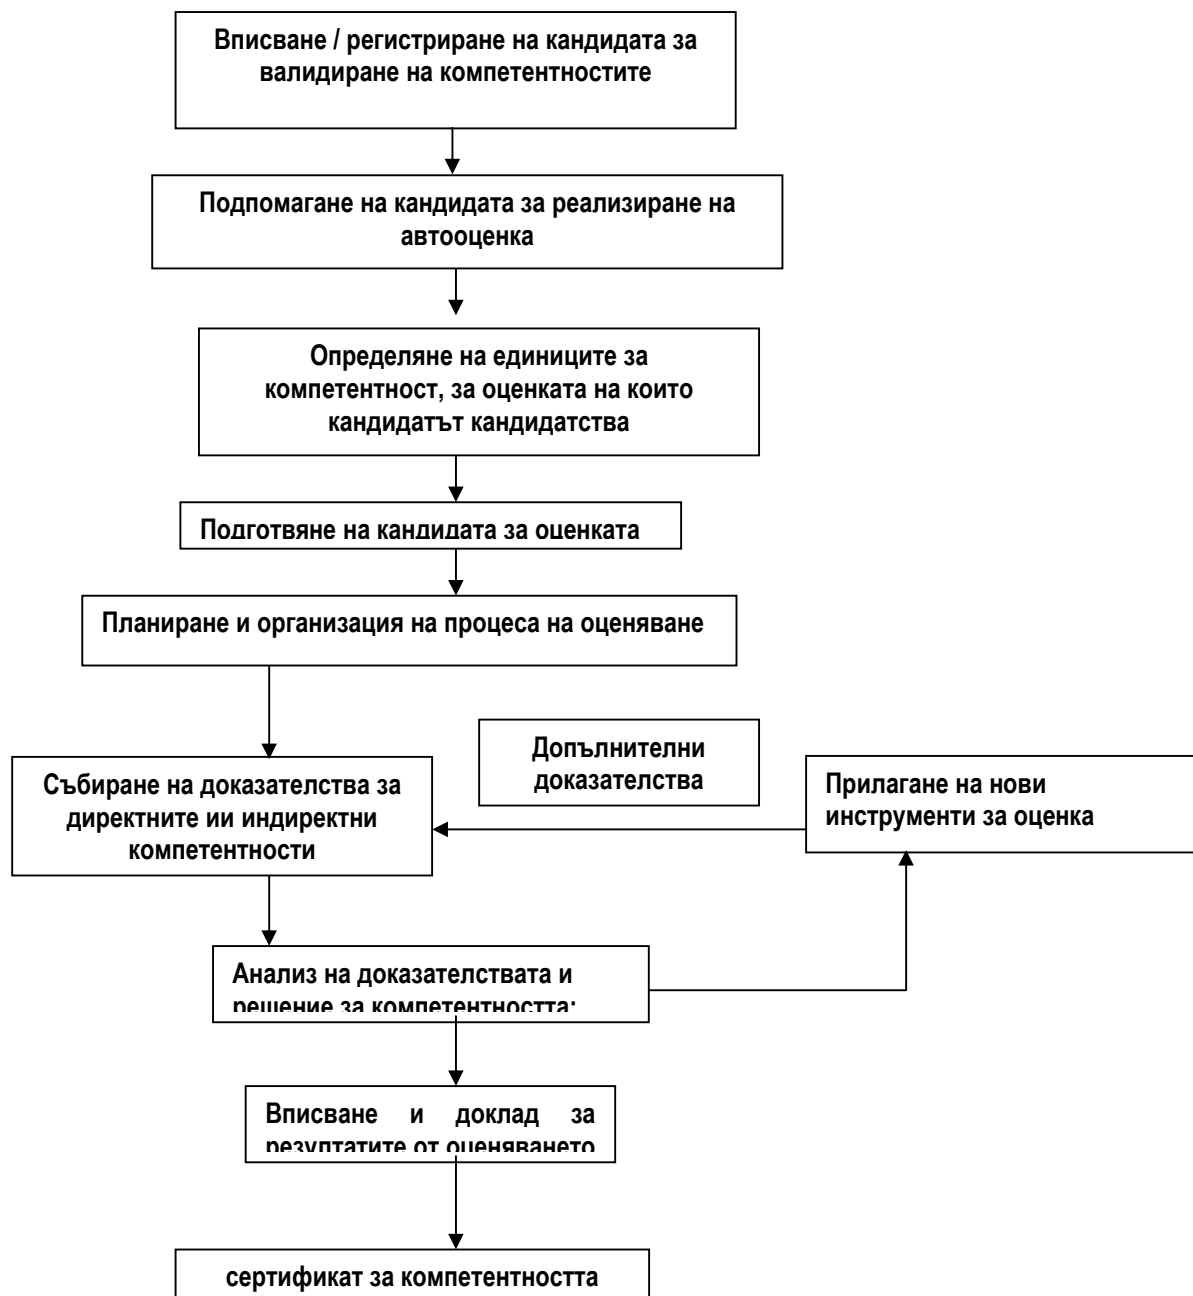 Вписване / регистриране на кандидата за
валидиране на компетентностите
Подпомагане на кандидата за реализиране на
автооценка
Определяне на единиците за
компетентност, за оценката на които
кандидатът кандидатства
Подготвяне на кандидата за оценката
Планиране и организация на процеса на оценяване
Допълнителни
доказателства
Събиране на доказателства за
директните ии индиректни
компетентности
Прилагане на нови
инструменти за оценка
Анализ на доказателствата и
решение за компетентността:
Вписване и доклад за
резултатите от оценяването
сертификат за компетентността